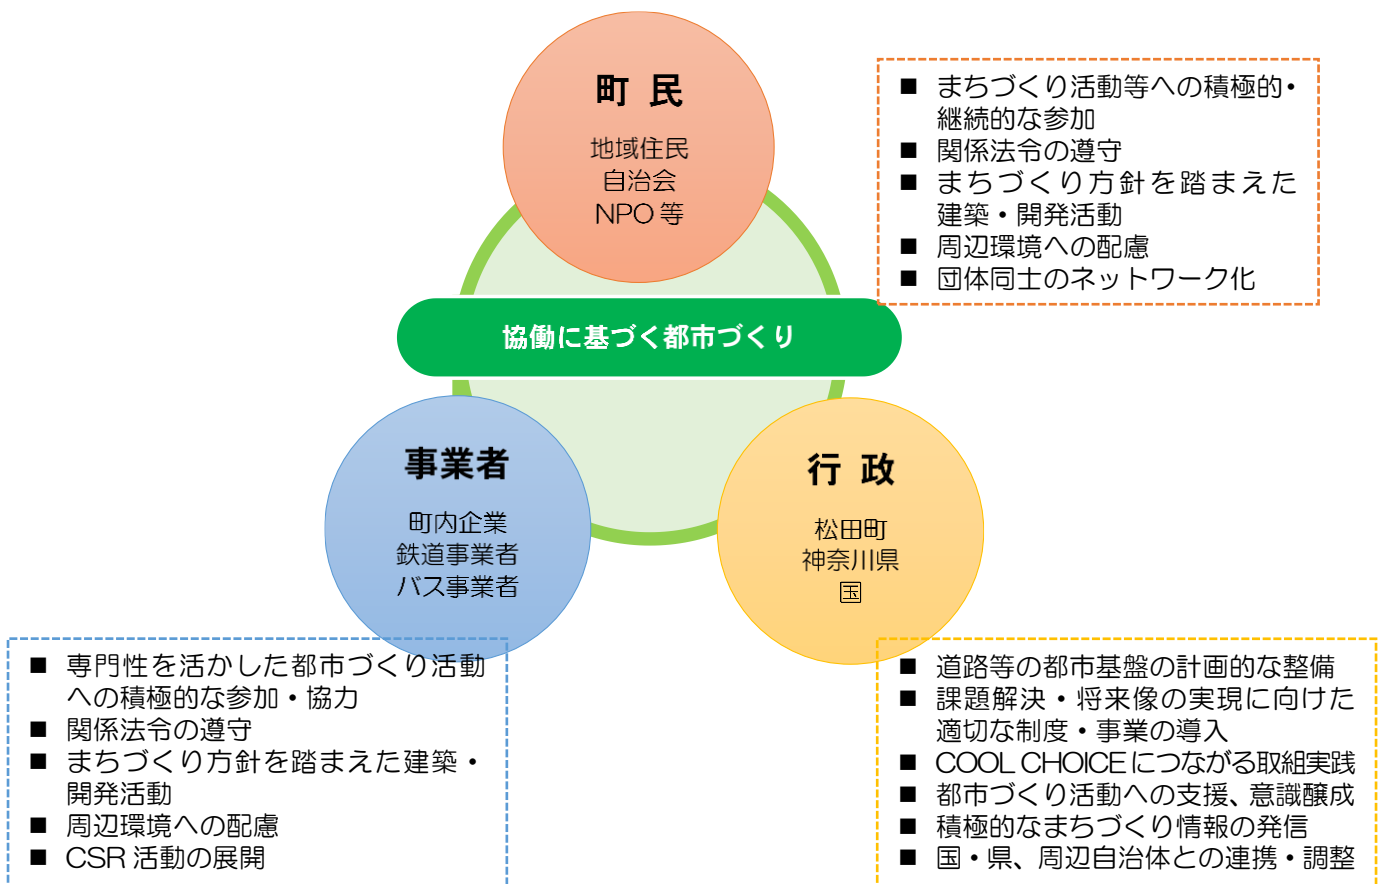 町 民
地域住民
自治会
NPO 等
■ まちづくり活動等への積極的・
継続的な参加
■ 関係法令の遵守
■ まちづくり方針を踏まえた
建築・開発活動
■ 周辺環境への配慮
■ 団体同士のネットワーク化
協働に基づく都市づくり
事業者
町内企業
鉄道事業者
バス事業者
行 政
松田町
神奈川県
国
■ 専門性を活かした都市づくり活動
への積極的な参加・協力
■ 関係法令の遵守
■ まちづくり方針を踏まえた建築・
開発活動
■ 周辺環境への配慮
■ CSR 活動の展開
■ 道路等の都市基盤の計画的な整備
■ 課題解決・将来像の実現に向けた
適切な制度・事業の導入
■ COOL CHOICEにつながる取組実践
■ 都市づくり活動への支援、意識醸成
■ 積極的なまちづくり情報の発信
■ 国・県、周辺自治体との連携・調整